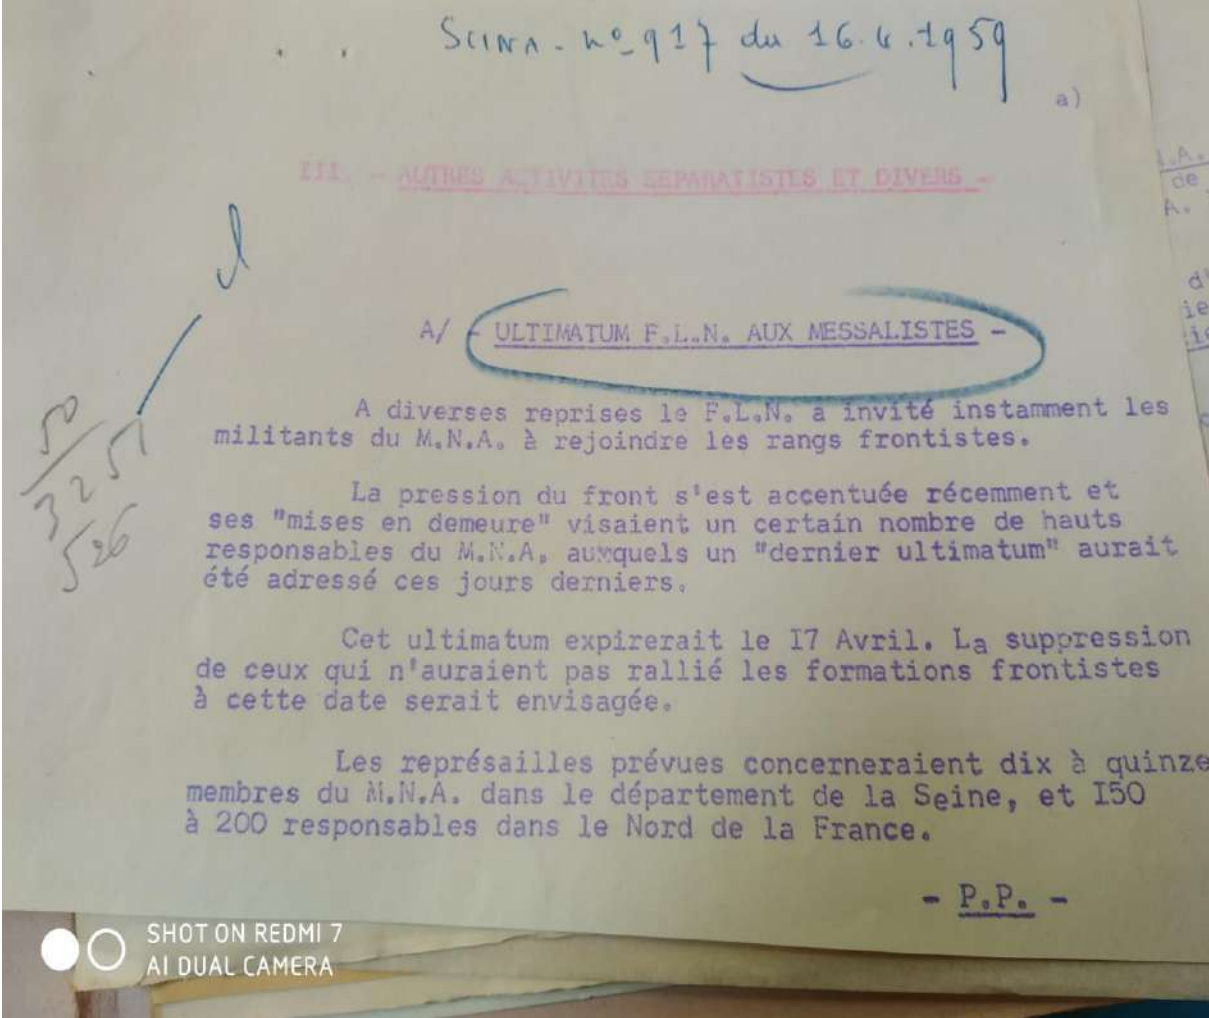 SCINA - nº 917 du 16.4.1959
a)
III. - AUTRES ACTIVITES SEPARATISTES ET DIVERS -
A/ - ULTIMATUM F.L.N. AUX MESSALISTES -
A diverses reprises le F.L.N. a invité instamment les
militants du M.N.A. à rejoindre les rangs frontistes.
La pression du front s'est accentuée récemment et
ses "mises en demeure" visaient un certain nombre de hauts
responsables du M.N.A. auxquels un "dernier ultimatum" aurait
été adressé ces jours derniers.
Cet ultimatum expirerait le I7 Avril. La suppression
de ceux qui n'auraient pas rallié les formations frontistes
à cette date serait envisagée.
Les représailles prévues concerneraient dix à quinze
membres du M.N.A. dans le département de la Seine, et I50
à 200 responsables dans le Nord de la France.
- P.P. -
50
3257
526
.A.
de
A.
d'
SHOT ON REDMI 7
AI DUAL CAMERA